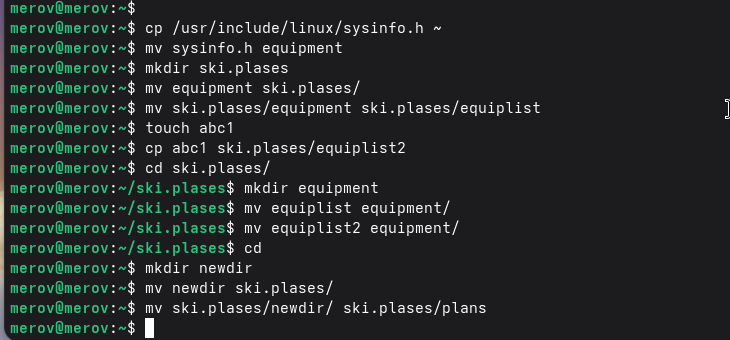 merov@merov:~$
merov@merov:~$ cp /usr/include/linux/sysinfo.h ~
merov@merov:~$ mv sysinfo.h equipment
merov@merov:~$ mkdir ski.plases
merov@merov:~$ mv equipment ski.plases/
merov@merov:~$ mv ski.plases/equipment ski.plases/equiplist
merov@merov:~$ touch abc1
merov@merov:~$ cp abc1 ski.plases/equiplist2
merov@merov:~$ cd ski.plases/
merov@merov:~/ski.plases$ mkdir equipment
merov@merov:~/ski.plases$ mv equiplist equipment/
merov@merov:~/ski.plases$ mv equiplist2 equipment/
merov@merov:~/ski.plases$ cd
merov@merov:~$ mkdir newdir
merov@merov:~$ mv newdir ski.plases/
merov@merov:~$ mv ski.plases/newdir/ ski.plases/plans
merov@merov:~$